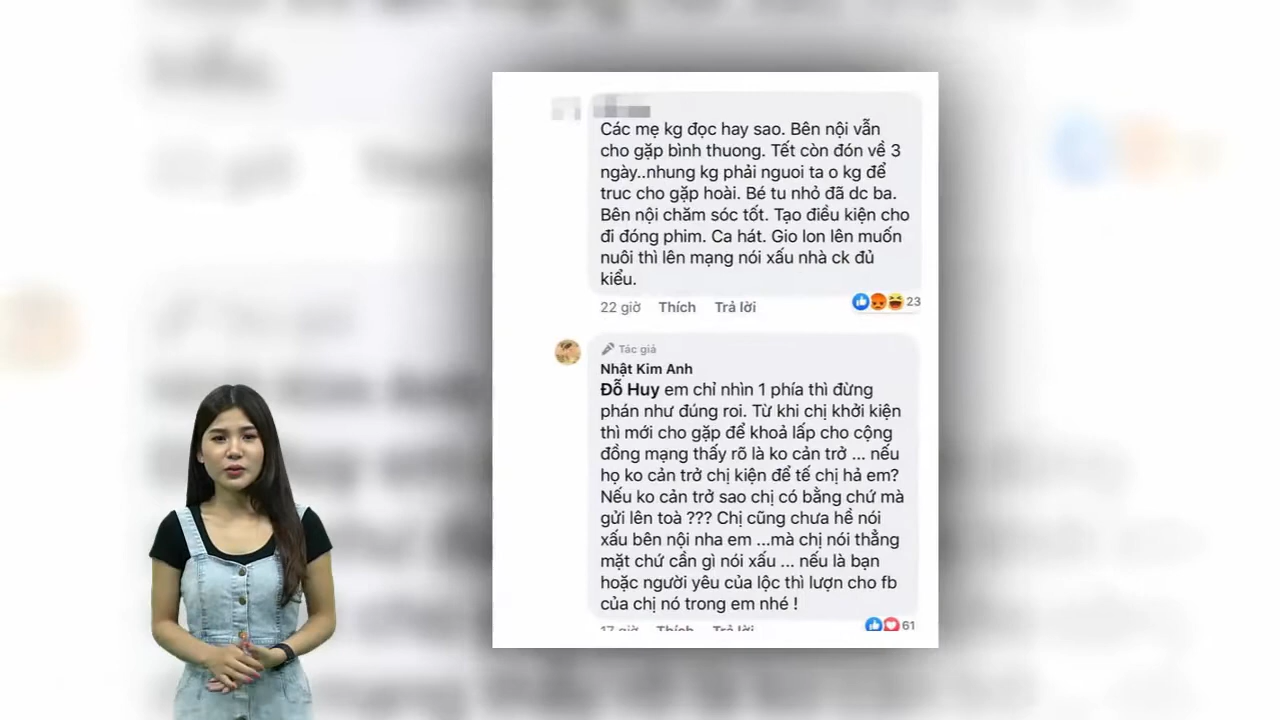 Các mẹ kg đọc hay sao. Bên nội vẫn
cho gặp bình thuong. Tết còn đón về 3
ngày..nhưng kg phải nguoi ta o kg để
truc cho gặp hoài. Bé tu nhỏ đã dc ba.
Bên nội chăm sóc tốt. Tạo điều kiện cho
đi đóng phim. Ca hát. Gio lon lên muốn
nuôi thì lên mạng nói xấu nhà ck đủ
kiểu.
22 giờ Thích Trả lời 23
Tác giả
Nhật Kim Anh
Đỗ Huy em chỉ nhìn 1 phía thì đừng
phán như đúng roi. Từ khi chị khởi kiện
thì mới cho gặp để khoả lấp cho cộng
đồng mạng thấy rõ là ko cản trở ... nếu
họ ko cản trở chị kiện để tế chị hả em?
Nếu ko cản trở sao chị có bằng chứ mà
gửi lên toà ??? Chị cũng chưa hề nói
xấu bên nội nha em ...mà chị nói thẳng
mặt chứ cần gì nói xấu ... nếu là bạn
hoặc người yêu của lộc thì lượn cho fb
của chị nó trong em nhé !
17 giờ Thích Trả lời 61